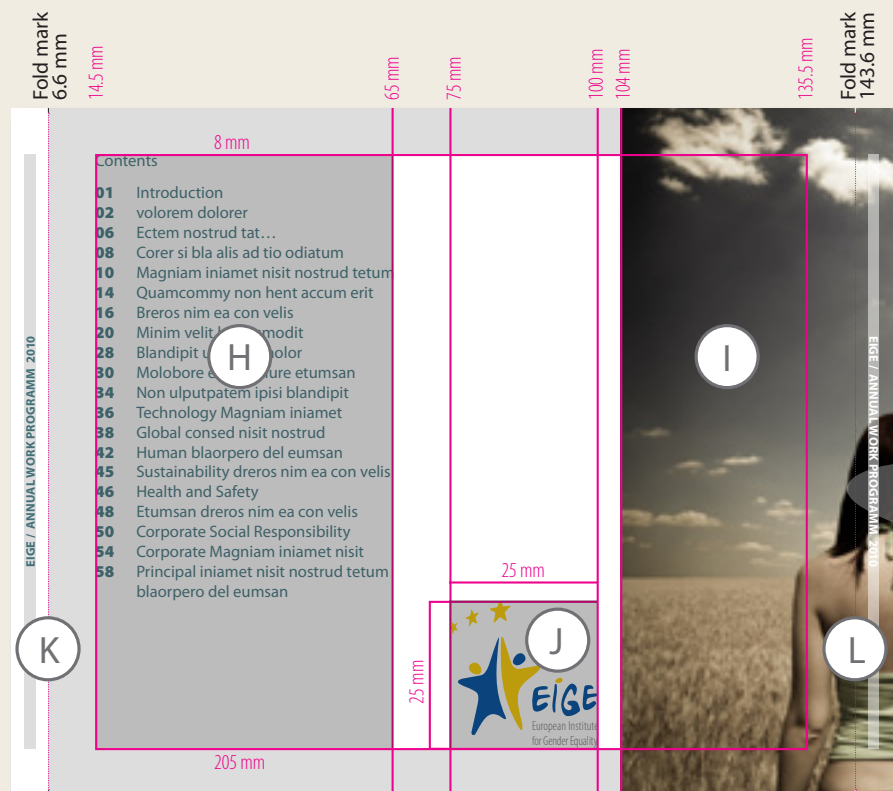 Fold mark
6.6 mm
14.5 mm
65 mm
75 mm
100 mm
104 mm
135.5 mm
Fold mark
143.6 mm
8 mm
Contents
01 Introduction
02 volorem dolorer
06 Ectem nostrud tat…
08 Corer si bla alis ad tio odiatum
10 Magniam iniamet nisit nostrud tetum
14 Quamcommy non hent accum erit
16 Breros nim ea con velis
20 Minim velit modit
28 Blandipit
30 Molobore etumsan
34 Non ulputpatem ipisi blandipit
36 Technology Magniam iniamet
38 Global consed nisit nostrud
42 Human blaorpero del eumsan
45 Sustainability dreros nim ea con velis
46 Health and Safety
48 Etumsan dreros nim ea con velis
50 Corporate Social Responsibility
54 Corporate Magniam iniamet nisit
58 Principal iniamet nisit nostrud tetum
blaorpero del eumsan
H
I
EIGE / ANNUAL WORK PROGRAMM 2010
EIGE / ANNUAL WORK PROGRAMM 2010
25 mm
25 mm
J
EIGE
European Institute
for Gender Equality
K
L
205 mm